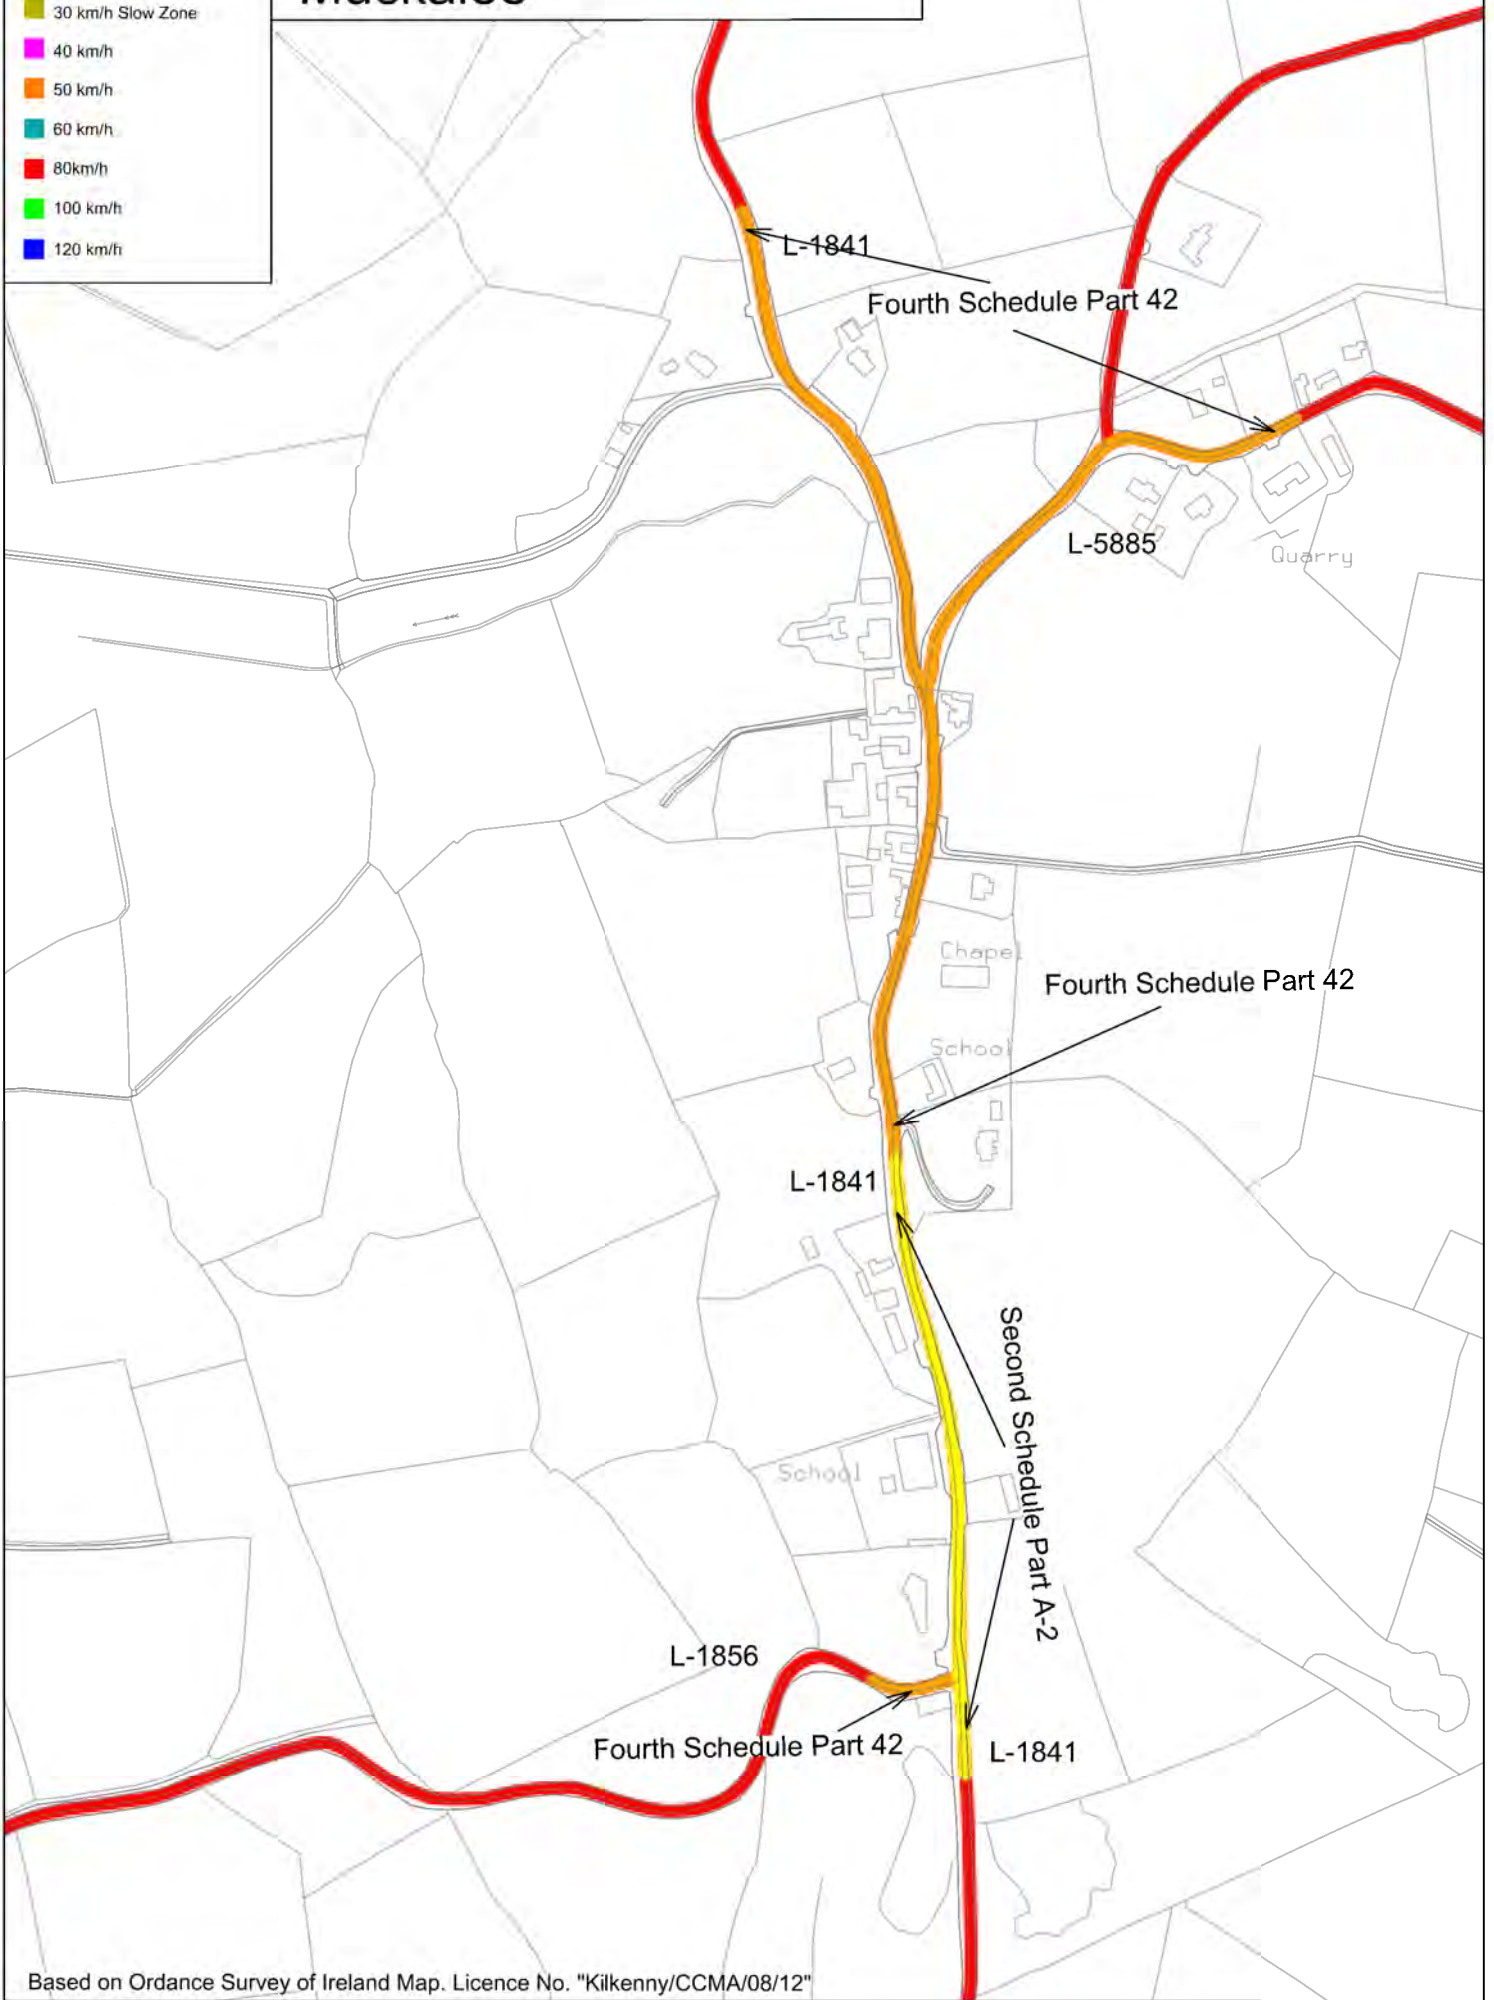 30 km/h Slow Zone
40 km/h
50 km/h
60 km/h
80km/h
100 km/h
120 km/h
L-1841
Fourth Schedule Part 42
L-5885
Quarry
Chapel
Fourth Schedule Part 42
School
L-1841
Second Schedule Part A-2
School
L-1856
Fourth Schedule Part 42
L-1841
Based on Ordance Survey of Ireland Map. Licence No. "Kilkenny/CCMA/08/12"